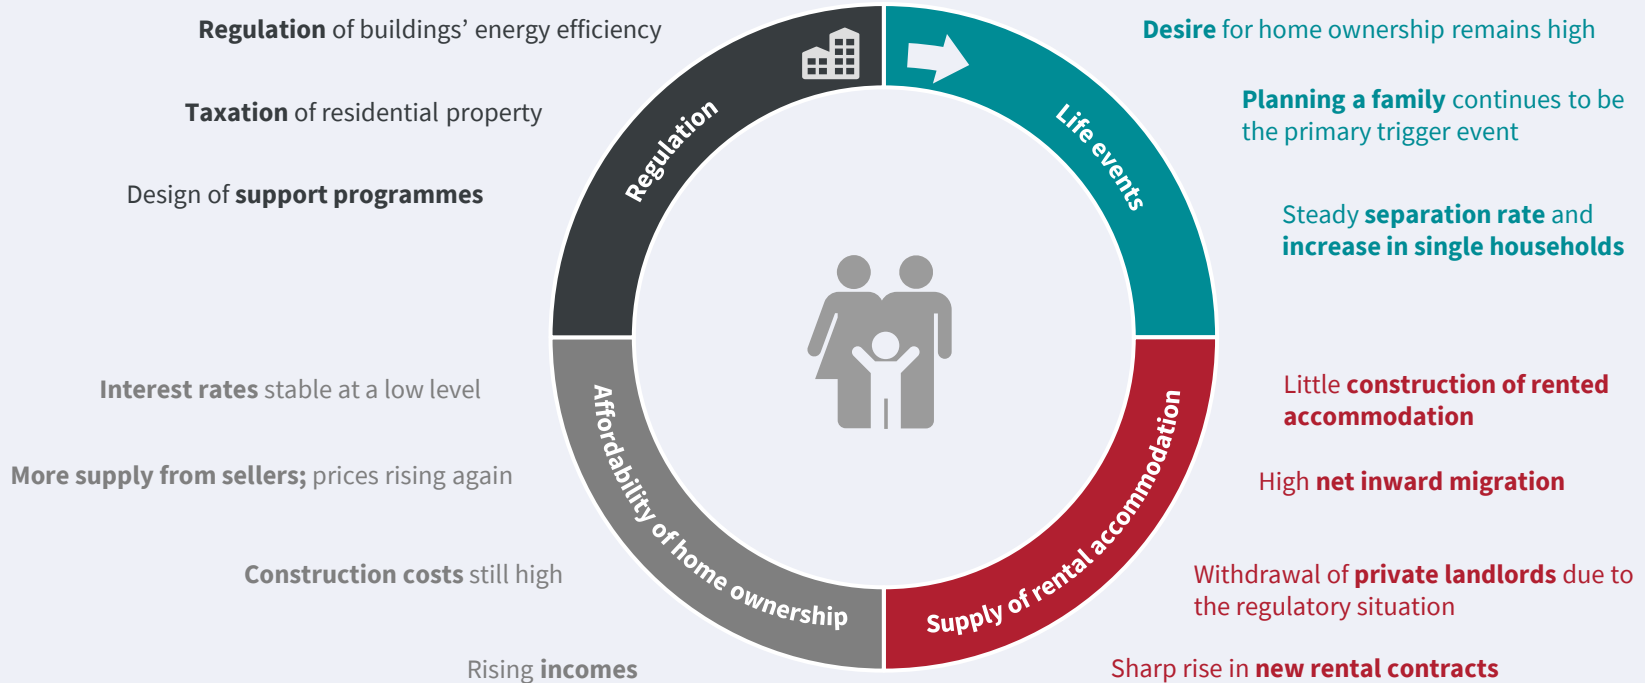 Regulation of buildings’ energy efficiency
Taxation of residential property
Design of support programmes
Regulation
Life events
Desire for home ownership remains high
Planning a family continues to be
the primary trigger event
Steady separation rate and
increase in single households
Interest rates stable at a low level
More supply from sellers; prices rising again
Construction costs still high
Rising incomes
Affordability of home ownership
Supply of rental accommodation
Little construction of rented
accommodation
High net inward migration
Withdrawal of private landlords due to
the regulatory situation
Sharp rise in new rental contracts